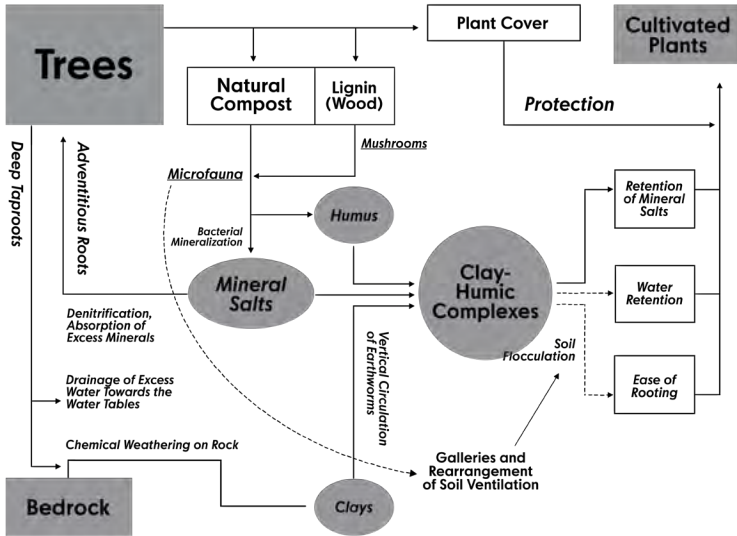 Trees
Plant Cover
Cultivated
Plants
Natural
Compost
Lignin
(Wood)
Protection
Mushrooms
Deep Taproots
Adventitious Roots
Microfauna
Humus
Bacterial
Mineralization
Retention
of Mineral
Salts
Mineral
Salts
Clay-
Humic
Complexes
Water
Retention
Denitrification,
Absorption of
Excess Minerals
Vertical Circulation
of Earthworms
Soil
Flocculation
Drainage of Excess
Water Towards the
Water Tables
Ease of
Rooting
Chemical Weathering on Rock
Galleries and
Rearrangement
of Soil Ventilation
Bedrock
Clays